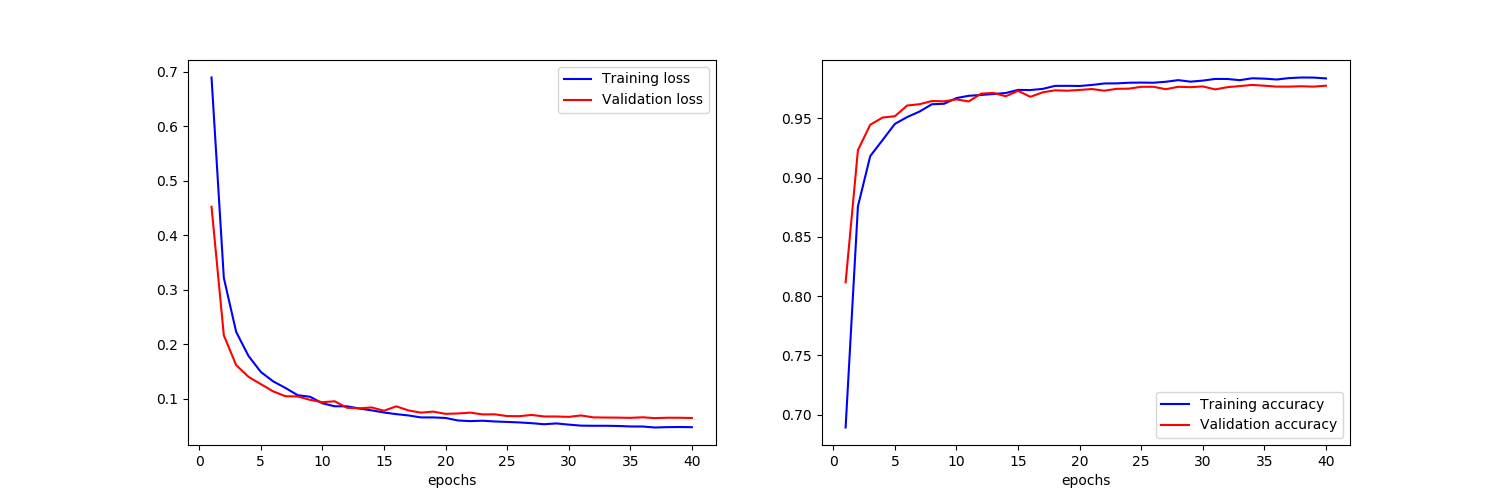 0.7
0.6
0.5
0.4
0.3
0.2
0.1
0 5 10 15 20 25 30 35 40
epochs
Training loss
Validation loss
0.95
0.90
0.85
0.80
0.75
0.70
0 5 10 15 20 25 30 35 40
epochs
Training accuracy
Validation accuracy